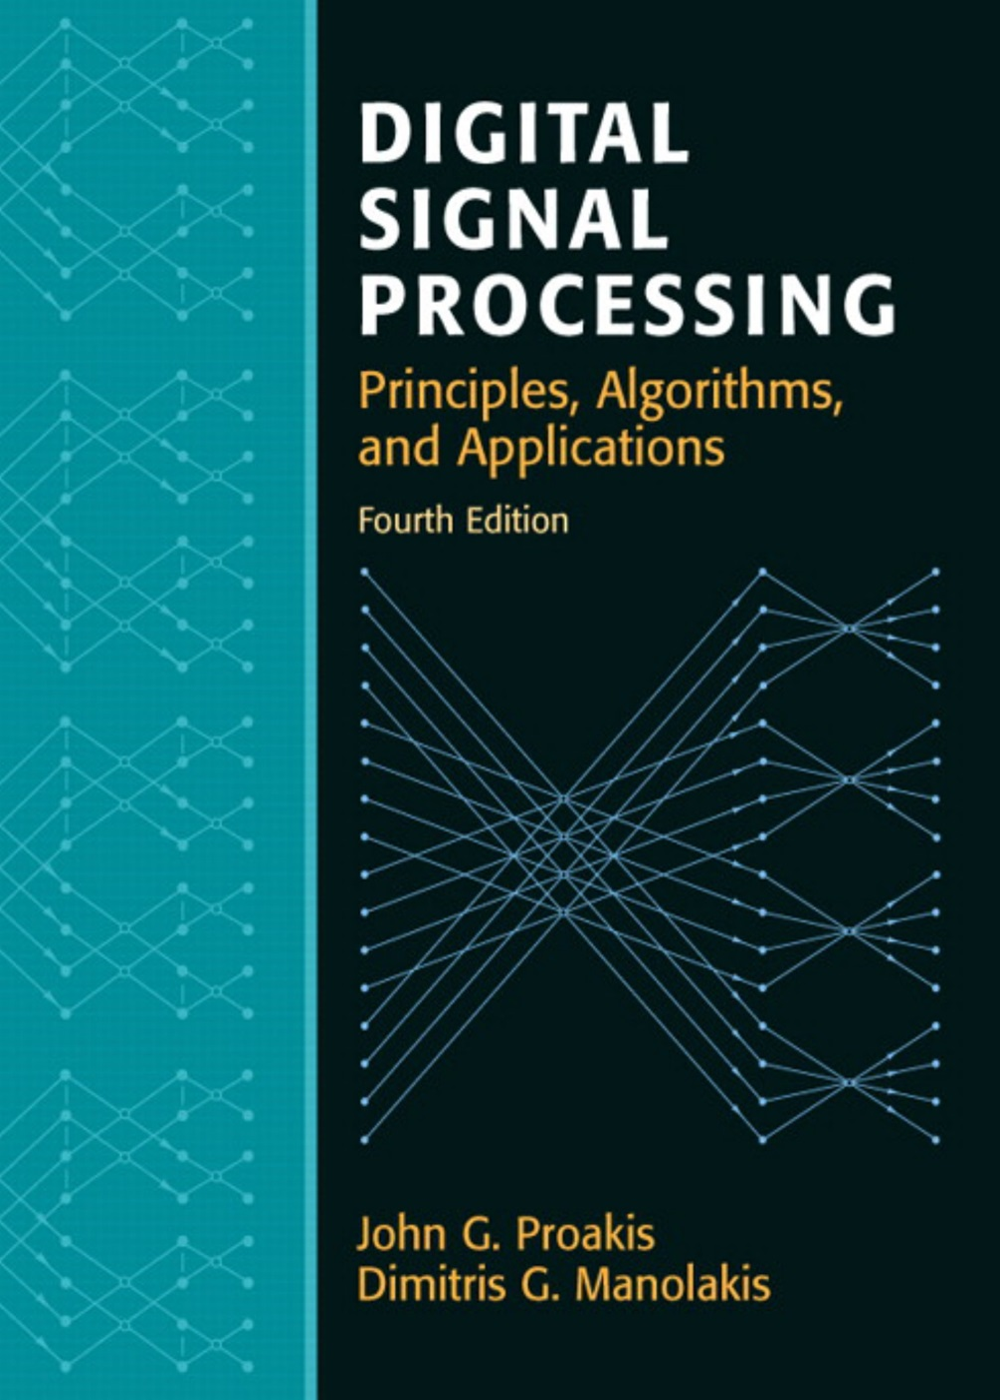 DIGITAL
SIGNAL
PROCESSING
Principles, Algorithms,
and Applications
Fourth Edition
John G. Proakis
Dimitris G. Manolakis